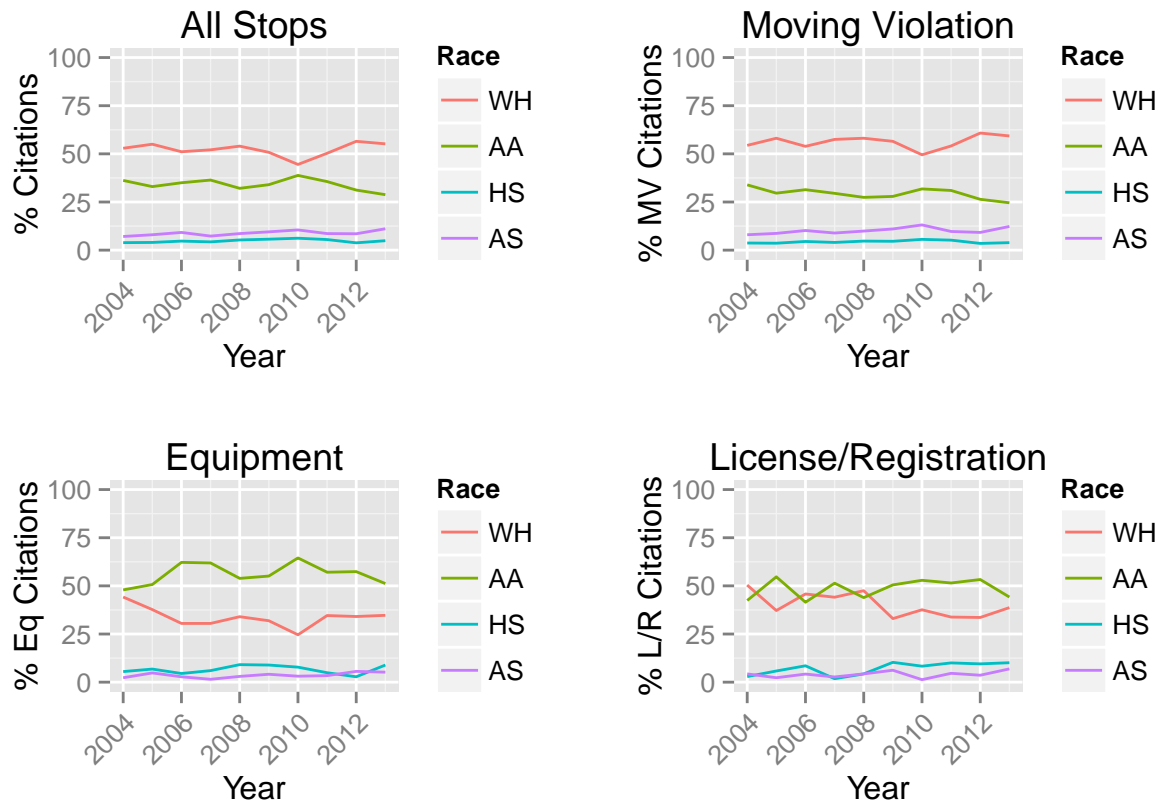 All Stops
% Citations
100
75
50
25
0
2004
2006
2008
2010
2012
Year
Race
WH
AA
HS
AS
Moving Violation
% MV Citations
100
75
50
25
0
2004
2006
2008
2010
2012
Year
Race
WH
AA
HS
AS
Equipment
% Eq Citations
100
75
50
25
0
2004
2006
2008
2010
2012
Year
Race
WH
AA
HS
AS
License/Registration
% L/R Citations
100
75
50
25
0
2004
2006
2008
2010
2012
Year
Race
WH
AA
HS
AS